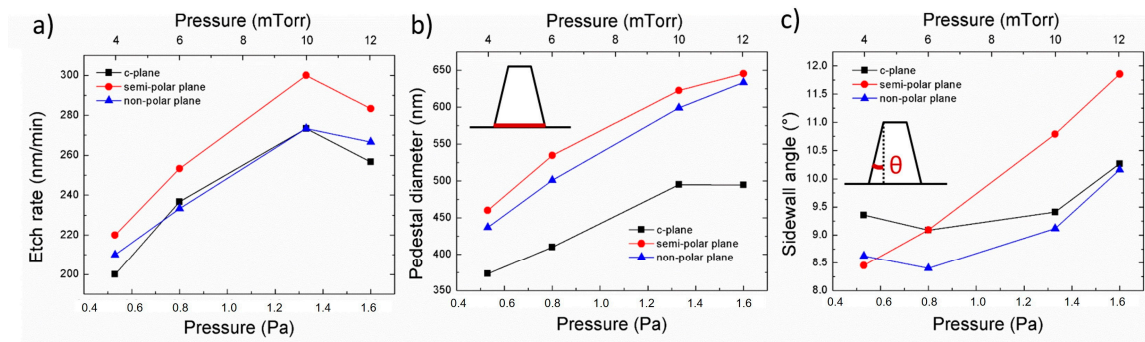 a)
Pressure (mTorr)
4 6 8 10 12
c-plane
semi-polar plane
non-polar plane
Etch rate (nm/min)
300
280
260
240
220
200
0.4 0.6 0.8 1.0 1.2 1.4 1.6
Pressure (Pa)
b)
Pressure (mTorr)
4 6 8 10 12
Pedestal diameter (nm)
650
600
550
500
450
400
350
c-plane
semi-polar plane
non-polar plane
0.4 0.6 0.8 1.0 1.2 1.4 1.6
Pressure (Pa)
c)
Pressure (mTorr)
4 6 8 10 12
c-plane
semi-polar plane
non-polar plane
θ
Sidewall angle (°)
12.0
11.5
11.0
10.5
10.0
9.5
9.0
8.5
8.0
0.4 0.6 0.8 1.0 1.2 1.4 1.6
Pressure (Pa)